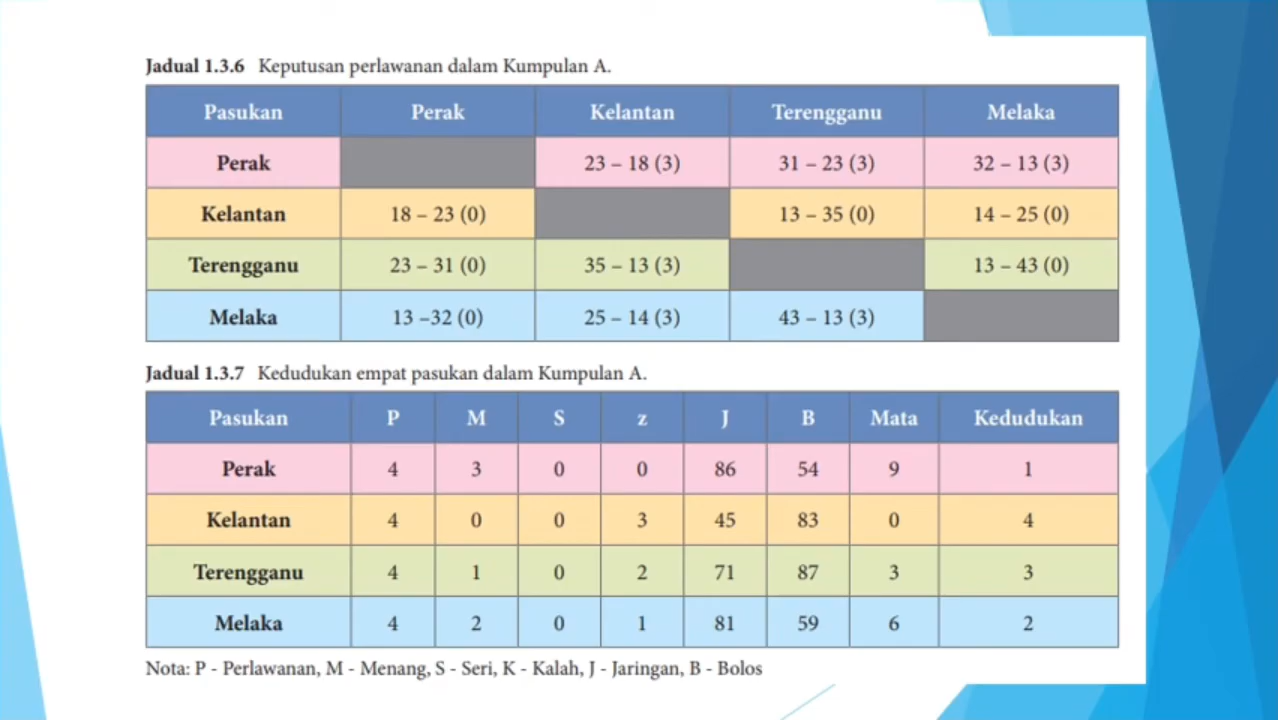 Jadual 1.3.6 Keputusan perlawanan dalam Kumpulan A.
Pasukan Perak Kelantan Terengganu Melaka
Perak 23 – 18 (3) 31 – 23 (3) 32 – 13 (3)
Kelantan 18 – 23 (0) 13 – 35 (0) 14 – 25 (0)
Terengganu 23 – 31 (0) 35 – 13 (3) 13 – 43 (0)
Melaka 13 –32 (0) 25 – 14 (3) 43 – 13 (3)
Jadual 1.3.7 Kedudukan empat pasukan dalam Kumpulan A.
Pasukan P M S z J B Mata Kedudukan
Perak 4 3 0 0 86 54 9 1
Kelantan 4 0 0 3 45 83 0 4
Terengganu 4 1 0 2 71 87 3 3
Melaka 4 2 0 1 81 59 6 2
Nota: P - Perlawanan, M - Menang, S - Seri, K - Kalah, J - Jaringan, B - Bolos